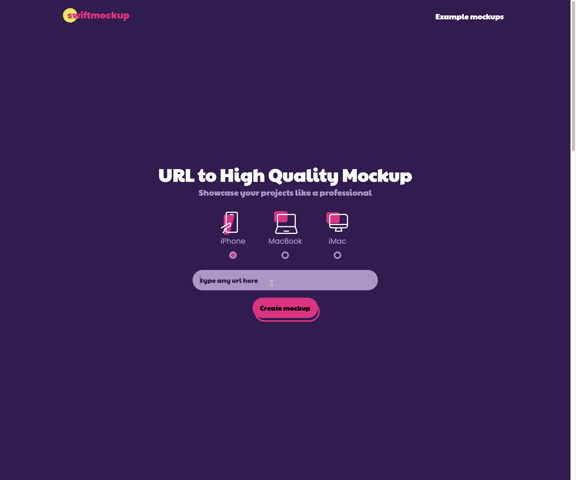 swiftmockup
Example mockups
URL to High Quality Mockup
Showcase your projects like a professional
iPhone
MacBook
iMac
type any url here
Create mockup